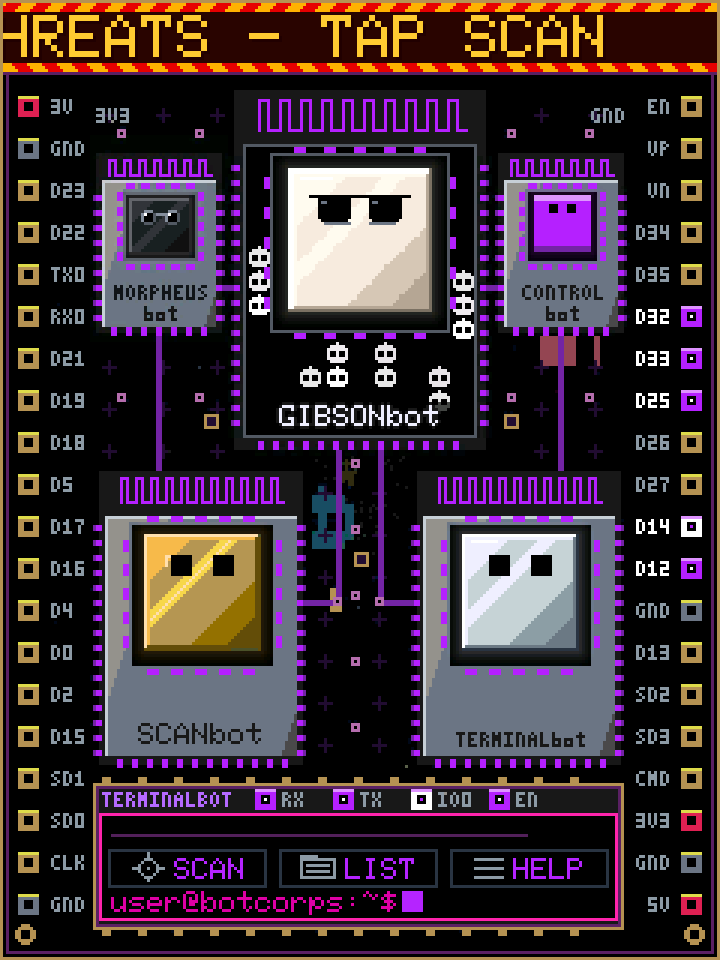 HREATS - TAP SCAN
3V
GND
D23
D22
TX0
RX0
D21
D19
D18
D5
D17
D16
D4
D0
D2
D15
SD1
SD0
CLK
GND
3V3
GND
MORPHEUS
bot
GIBSONbot
CONTROL
bot
SCANbot
TERMINALbot
EN
VP
VN
D34
D35
D32
D33
D25
D26
D27
D14
D12
GND
D13
SD2
SD3
CMD
3V3
GND
5V
TERMINALBOT RX TX IO0 EN
SCAN LIST HELP
user@botcorps:~$